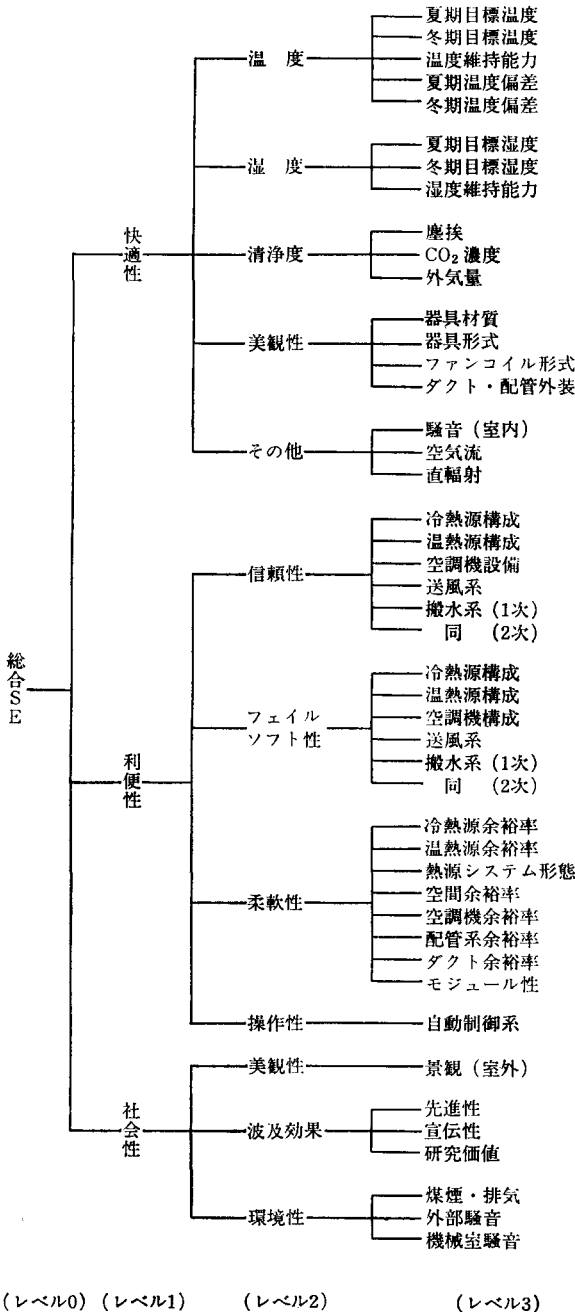 総合SE
快適性
温度
夏期目標温度
冬期目標温度
温度維持能力
夏期温度偏差
冬期温度偏差
湿度
夏期目標湿度
冬期目標湿度
湿度維持能力
清浄度
塵挨
CO₂濃度
外気量
美観性
器具材質
器具形式
ファンコイル形式
ダクト・配管外装
その他
騒音（室内）
空気流
直輻射
利便性
信頼性
冷熱源構成
温熱源構成
空調機設備
送風系
搬水系（1次）
同　（2次）
フェイル
ソフト性
冷熱源構成
温熱源構成
空調機構成
送風系
搬水系（1次）
同　（2次）
柔軟性
冷熱源余裕率
温熱源余裕率
熱源システム形態
空間余裕率
空調機余裕率
配管系余裕率
ダクト余裕率
モジュール性
操作性
自動制御系
社会性
美観性
景観（室外）
波及効果
先進性
宣伝性
研究価値
環境性
煤煙・排気
外部騒音
機械室騒音
（レベル0）（レベル1）（レベル2）（レベル3）